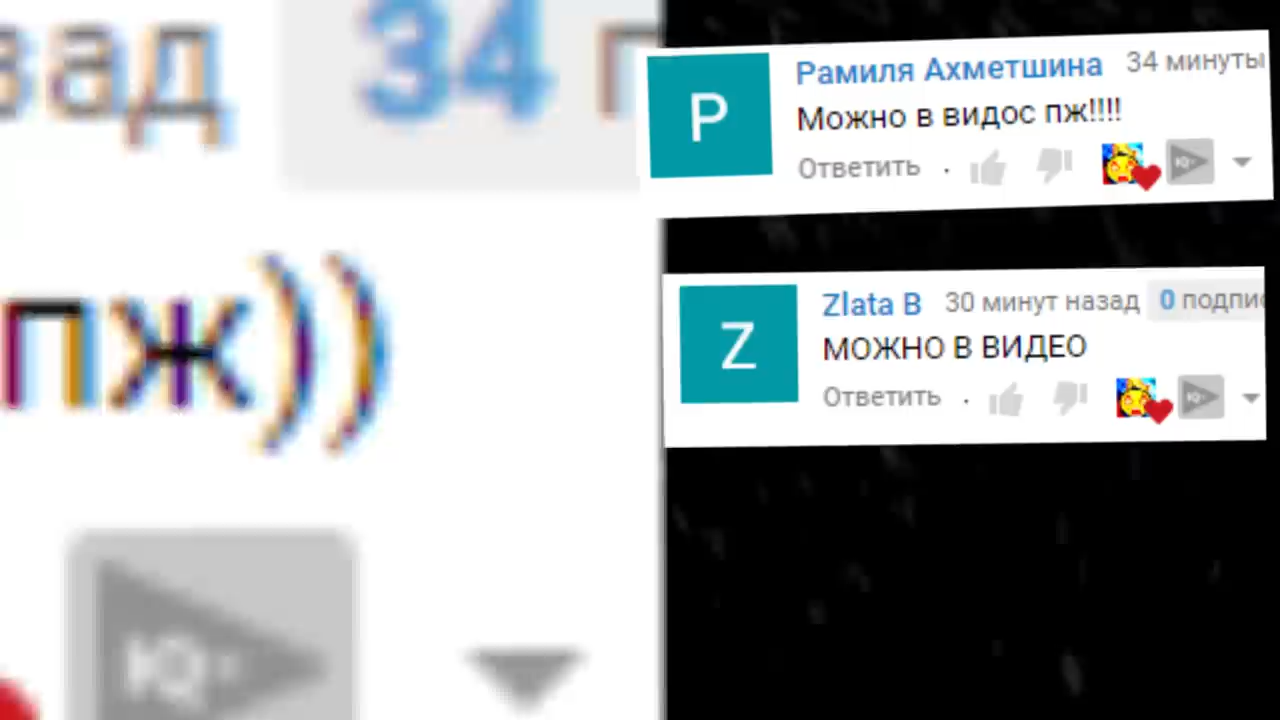 зад 34 п
пж))
Рамиля Ахметшина 34 минуты
Можно в видос пж!!!!
Ответить
Z
Zlata B 30 минут назад 0 подпис
МОЖНО В ВИДЕО
Ответить